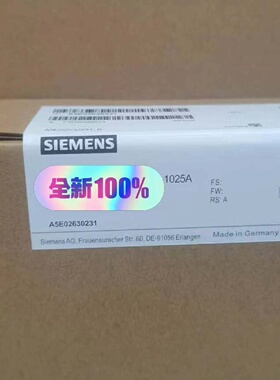 SIEMENS
1025A
FS:
FW:
RS: A
全新100%
A5E02630231
Siemens AG, Frauenauracher Str. 80, DE-91056 Erlangen
Made in Germany